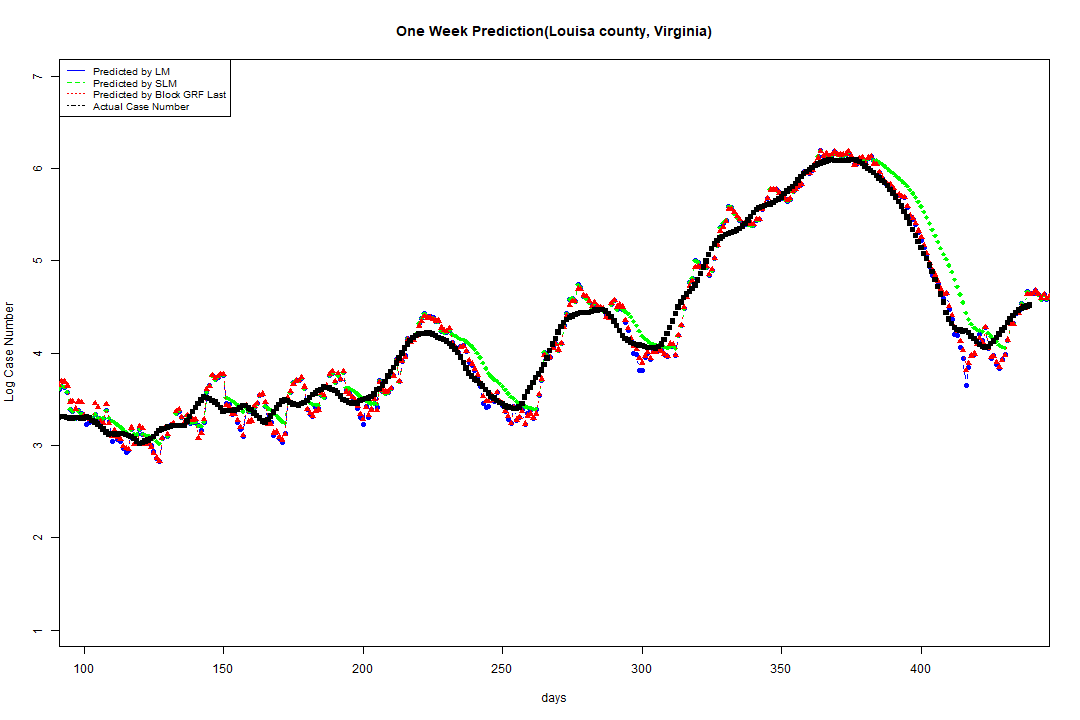 One Week Prediction(Louisa county, Virginia)
Predicted by LM
Predicted by SLM
Predicted by Block GRF Last
Actual Case Number
Log Case Number
7
6
5
4
3
2
1
100 150 200 250 300 350 400
days